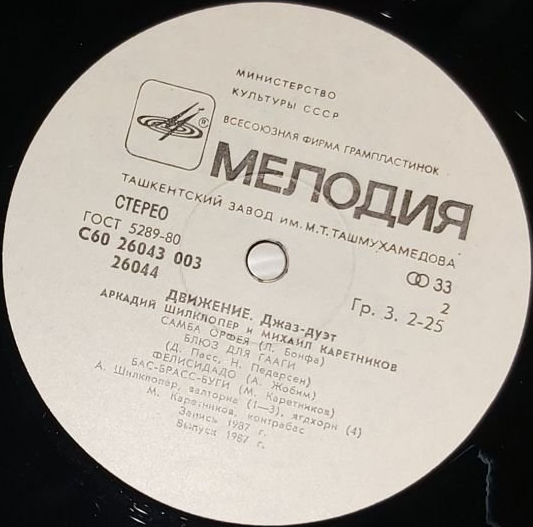 МИНИСТЕРСТВО
КУЛЬТУРЫ СССР
ВСЕСОЮЗНАЯ ФИРМА ГРАМПЛАСТИНОК
®
МЕЛОДИЯ
ТАШКЕНТСКИЙ ЗАВОД ИМ. М. Т. ТАШМУХАМЕДОВА
СТЕРЕО
ГОСТ 5289-80
С60 26043 003
26044
33
2
Гр. 3. 2-25
ДВИЖЕНИЕ. Джаз-дуэт
АРКАДИЙ ШИЛКЛОПЕР И МИХАИЛ КАРЕТНИКОВ
САМБА ОРФЕЯ (Л. Бонфа)
БЛЮЗ ДЛЯ ГААГИ
(Д. Пасс, Н. Педерсен)
ФЕЛИСИДАДО (А. Жобим)
БАС-БРАСС-БУГИ (М. Каретников)
А. Шилклопер, валторна (1—3), ягдхорн (4)
М. Каретников, контрабас
Запись 1987 г.
Выпуск 1987 г.